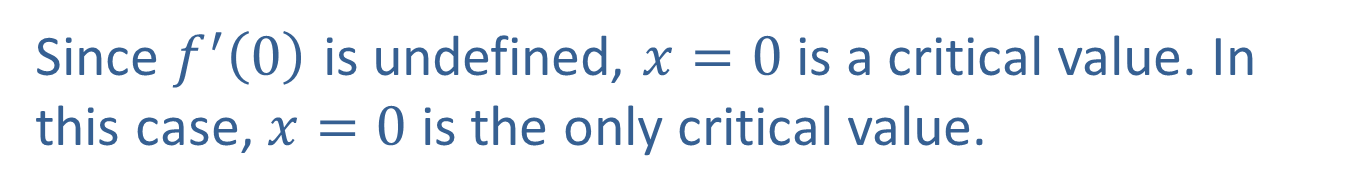 Since 𝑓′(0) is undefined, 𝑥 = 0 is a critical value. In
this case, 𝑥 = 0 is the only critical value.